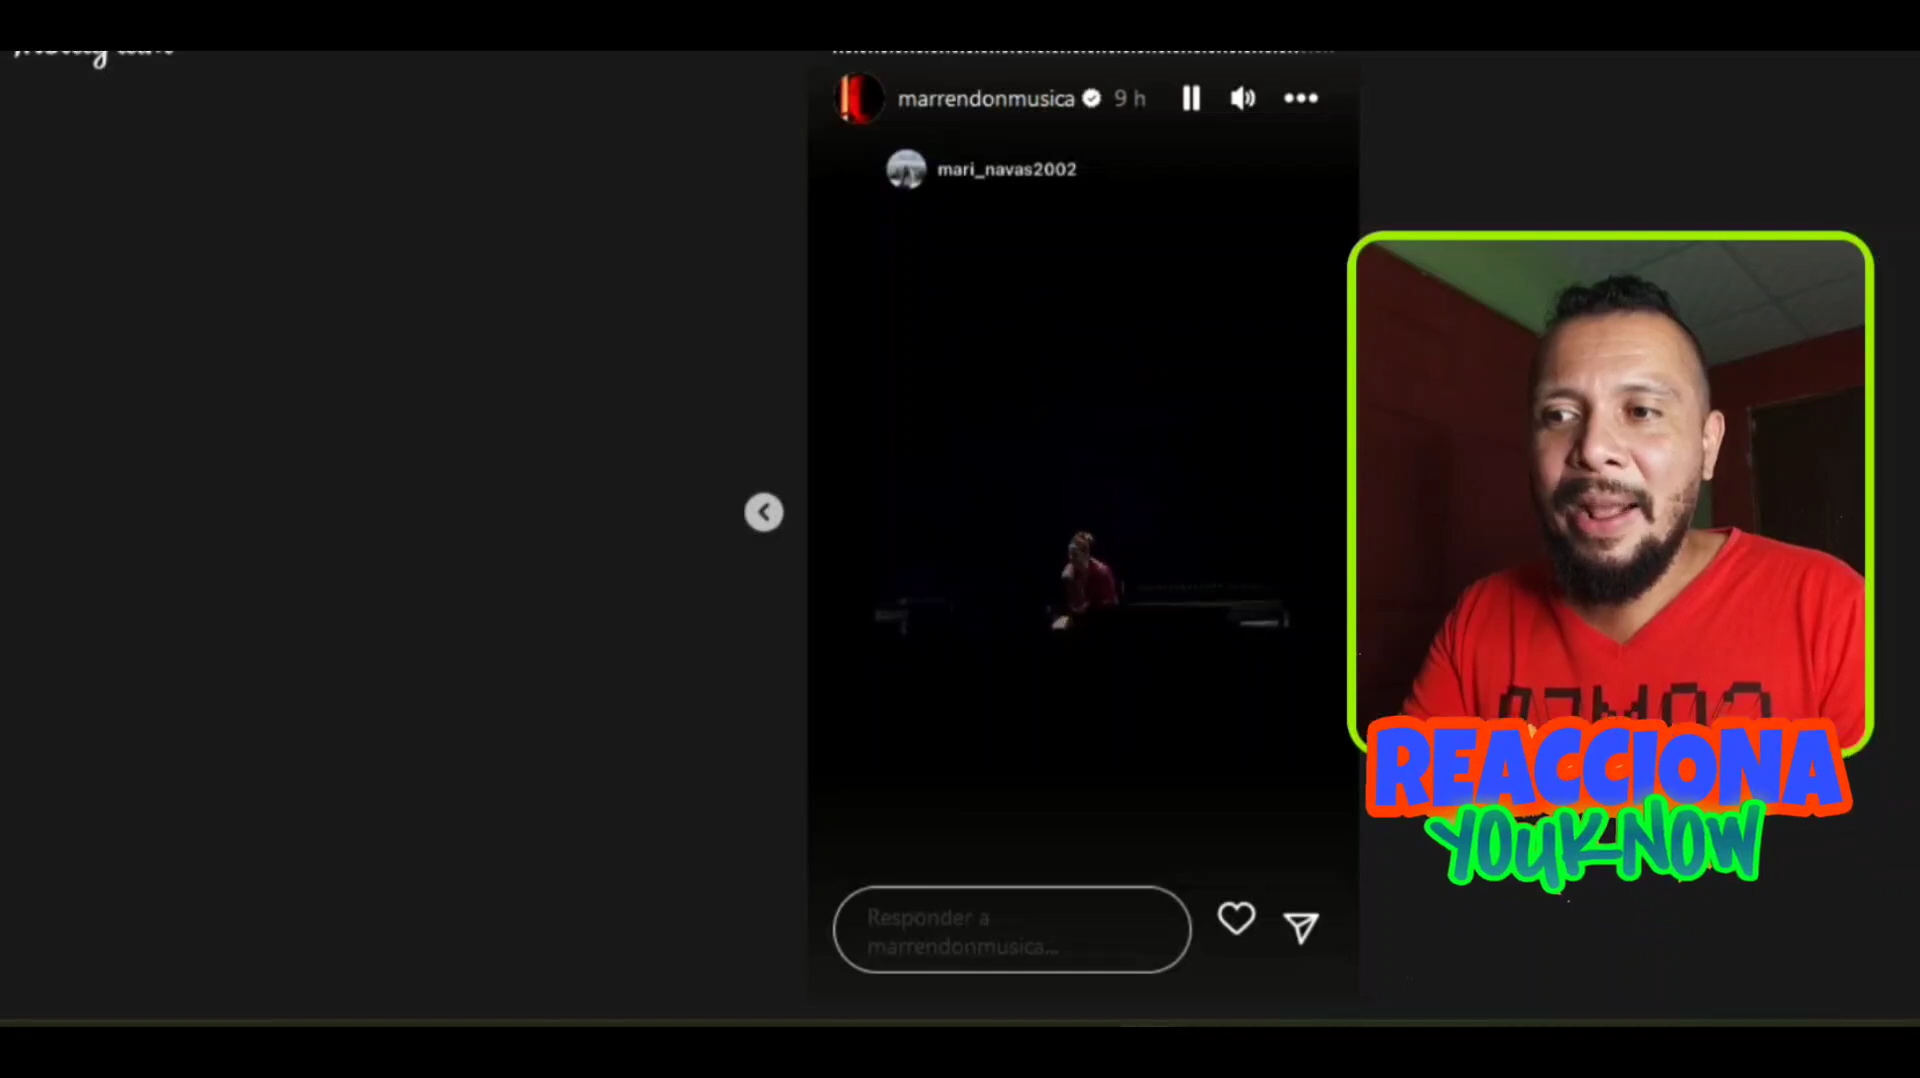 marrendonmusica 9 h
mari_navas2002
Responder a
marrendonmusica...
REACCIONA
YOUKNOW